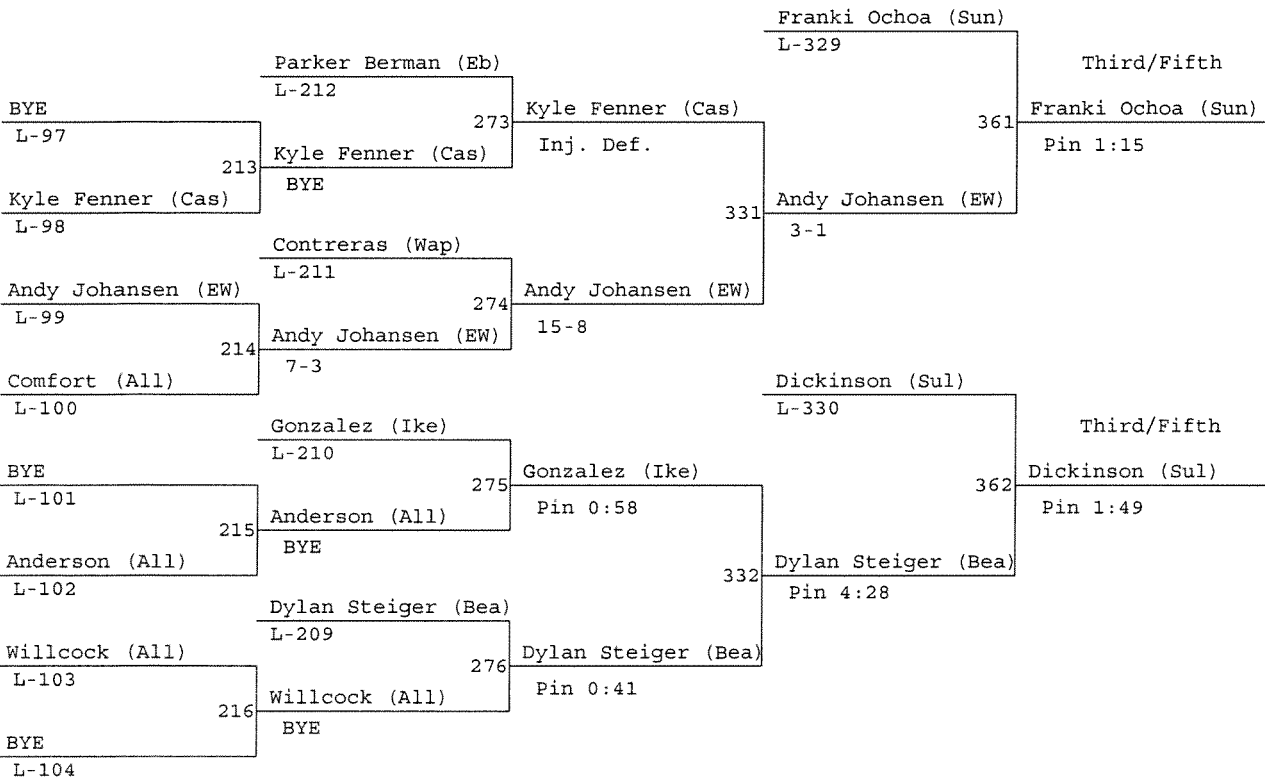 Franki Ochoa (Sun)
L-329
Parker Berman (Eb)
Third/Fifth
L-212
BYE
Kyle Fenner (Cas)
Franki Ochoa (Sun)
L-97
273
361
Inj. Def.
Pin 1:15
213
Kyle Fenner (Cas)
BYE
Kyle Fenner (Cas)
Andy Johansen (EW)
L-98
331
3-1
Contreras (Wap)
L-211
Andy Johansen (EW)
Andy Johansen (EW)
L-99
274
15-8
214
Andy Johansen (EW)
7-3
Comfort (All)
Dickinson (Sul)
L-100
L-330
Gonzalez (Ike)
Third/Fifth
L-210
BYE
Gonzalez (Ike)
Dickinson (Sul)
L-101
275
362
Pin 0:58
Pin 1:49
215
Anderson (All)
BYE
Anderson (All)
Dylan Steiger (Bea)
L-102
332
Pin 4:28
Dylan Steiger (Bea)
L-209
Willcock (All)
Dylan Steiger (Bea)
L-103
276
Pin 0:41
216
Willcock (All)
BYE
BYE
L-104